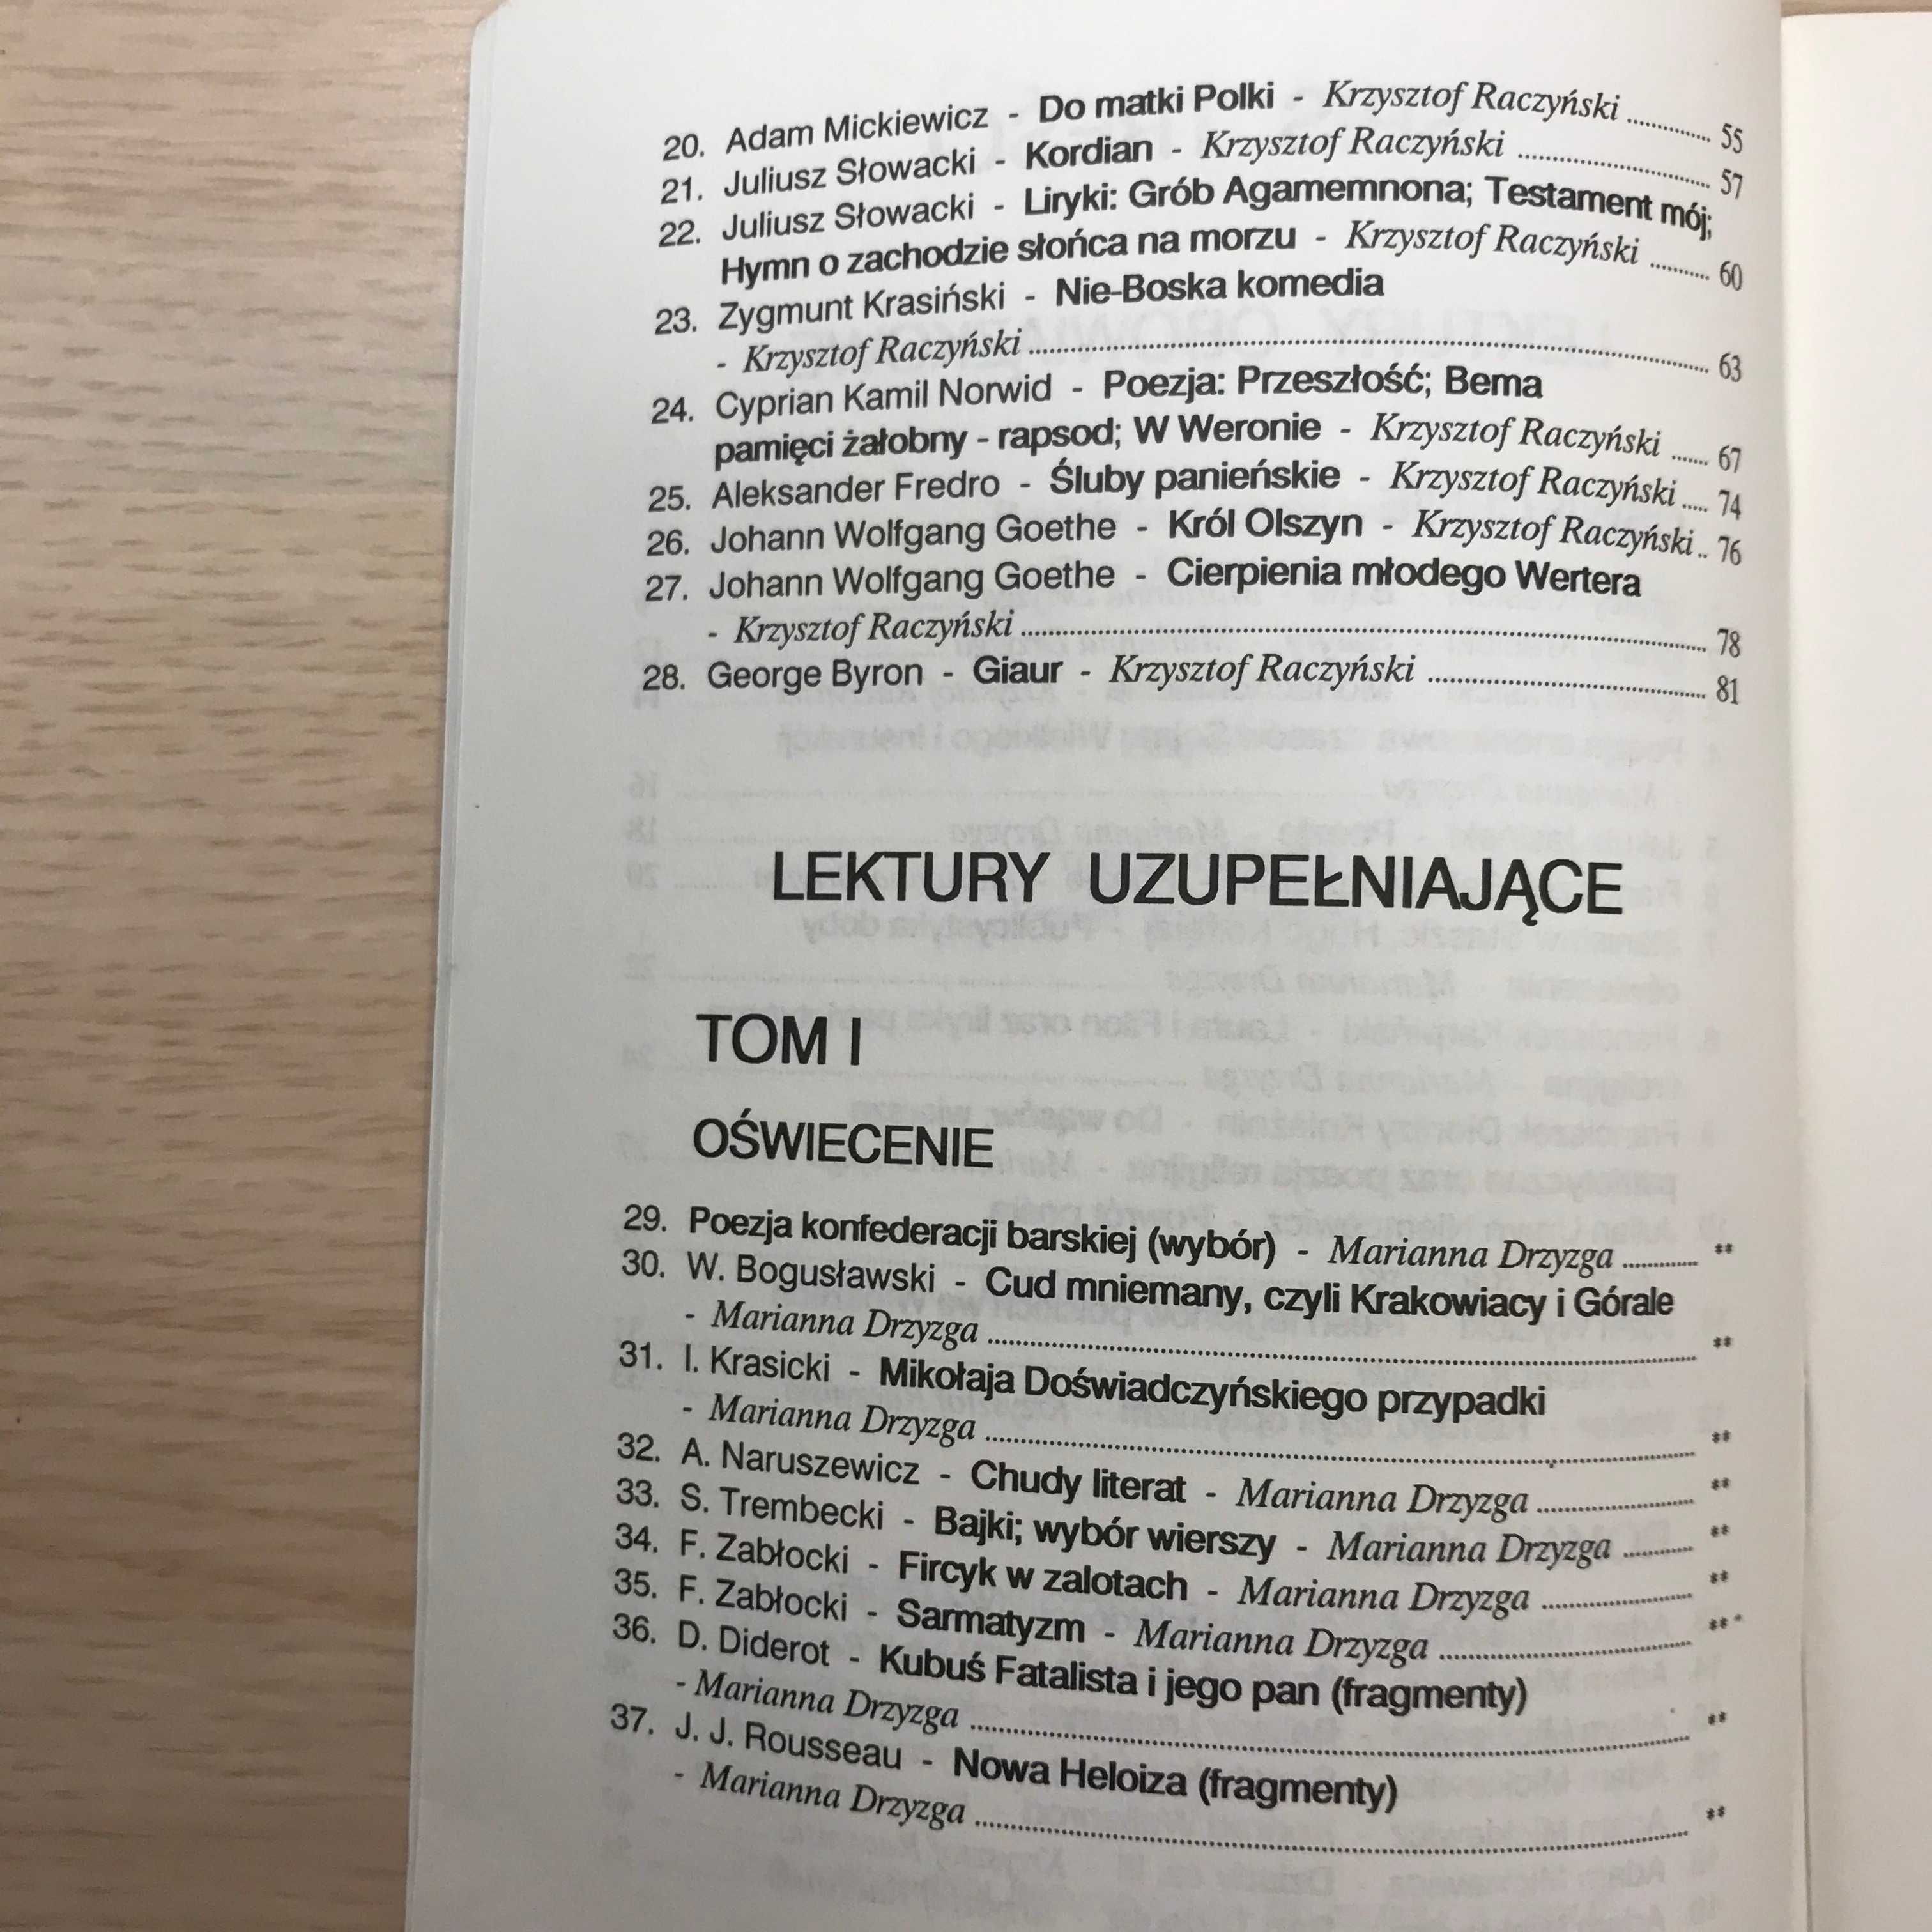 20. Adam Mickiewicz - Do matki Polki - Krzysztof Raczyński .............. 55
21. Juliusz Słowacki - Kordian - Krzysztof Raczyński .............................. 57
22. Juliusz Słowacki - Liryki: Grób Agamemnona; Testament mój;
Hymn o zachodzie słońca na morzu - Krzysztof Raczyński .......... 60
23. Zygmunt Krasiński - Nie-Boska komedia
- Krzysztof Raczyński .............................. 63
24. Cyprian Kamil Norwid - Poezja: Przeszłość; Bema
pamięci żałobny - rapsod; W Weronie - Krzysztof Raczyński ...... 67
25. Aleksander Fredro - Śluby panieńskie - Krzysztof Raczyński ..... 74
26. Johann Wolfgang Goethe - Król Olszyn - Krzysztof Raczyński .. 76
27. Johann Wolfgang Goethe - Cierpienia młodego Wertera
- Krzysztof Raczyński .............................. 78
28. George Byron - Giaur - Krzysztof Raczyński .............................. 81
LEKTURY UZUPEŁNIAJĄCE
TOM I
OŚWIECENIE
29. Poezja konfederacji barskiej (wybór) - Marianna Drzyzga ............. **
30. W. Bogusławski - Cud mniemany, czyli Krakowiacy i Górale
- Marianna Drzyzga .............................. **
31. I. Krasicki - Mikołaja Doświadczyńskiego przypadki
- Marianna Drzyzga .............................. **
32. A. Naruszewicz - Chudy literat - Marianna Drzyzga .............................. **
33. S. Trembecki - Bajki; wybór wierszy - Marianna Drzyzga ............ **
34. F. Zabłocki - Fircyk w zalotach - Marianna Drzyzga .............................. **
35. F. Zabłocki - Sarmatyzm - Marianna Drzyzga .............................. **
36. D. Diderot - Kubuś Fatalista i jego pan (fragmenty)
- Marianna Drzyzga .............................. **
37. J. J. Rousseau - Nowa Heloiza (fragmenty)
- Marianna Drzyzga .............................. **